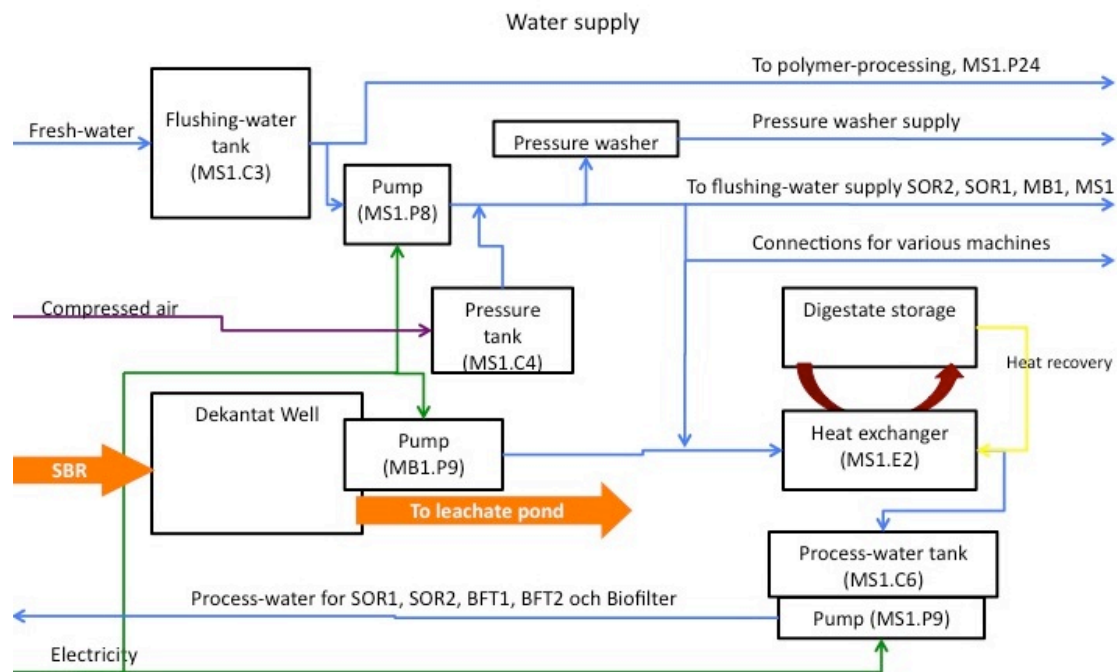 Water supply
To polymer-processing, MS1.P24
Fresh-water
Flushing-water
tank
(MS1.C3)
Pressure washer supply
Pressure washer
Pump
(MS1.P8)
To flushing-water supply SOR2, SOR1, MB1, MS1
Connections for various machines
Compressed air
Pressure
tank
(MS1.C4)
Digestate storage
Heat recovery
Dekantat Well
Pump
(MB1.P9)
Heat exchanger
(MS1.E2)
SBR
To leachate pond
Process-water tank
(MS1.C6)
Process-water for SOR1, SOR2, BFT1, BFT2 och Biofilter
Pump (MS1.P9)
Electricity